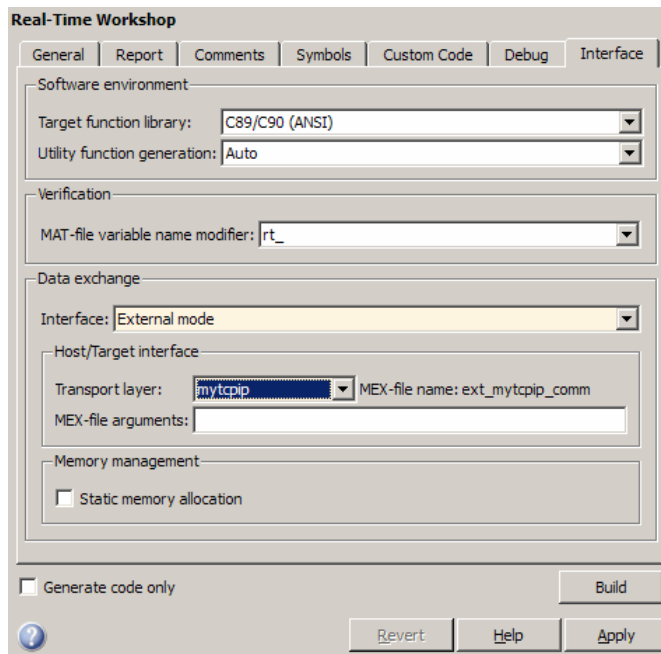 Real-Time Workshop
General Report Comments Symbols Custom Code Debug Interface
Software environment
Target function library: C89/C90 (ANSI)
Utility function generation: Auto
Verification
MAT-file variable name modifier: rt_
Data exchange
Interface: External mode
Host/Target interface
Transport layer: mytcpip MEX-file name: ext_mytcpip_comm
MEX-file arguments:
Memory management
Static memory allocation
Generate code only Build
? Revert Help Apply